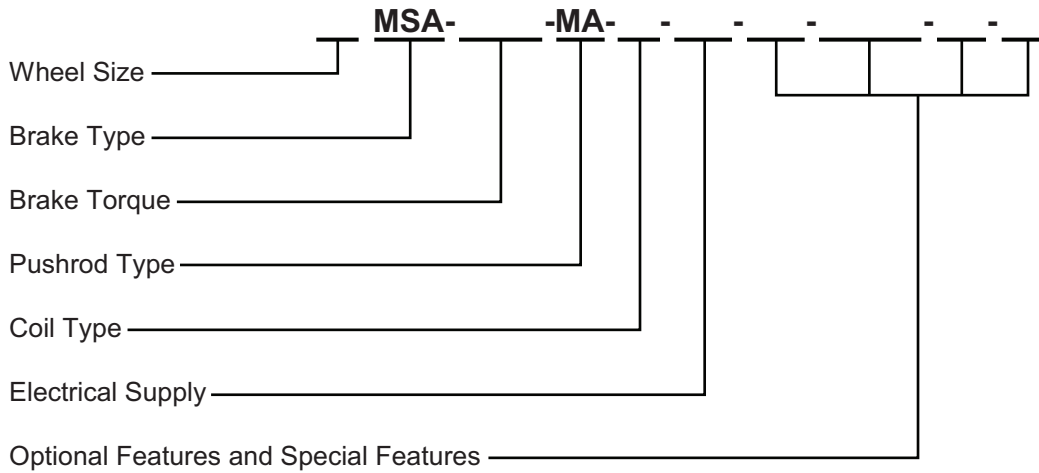 MSA- -MA- - - - - -
Wheel Size
Brake Type
Brake Torque
Pushrod Type
Coil Type
Electrical Supply
Optional Features and Special Features